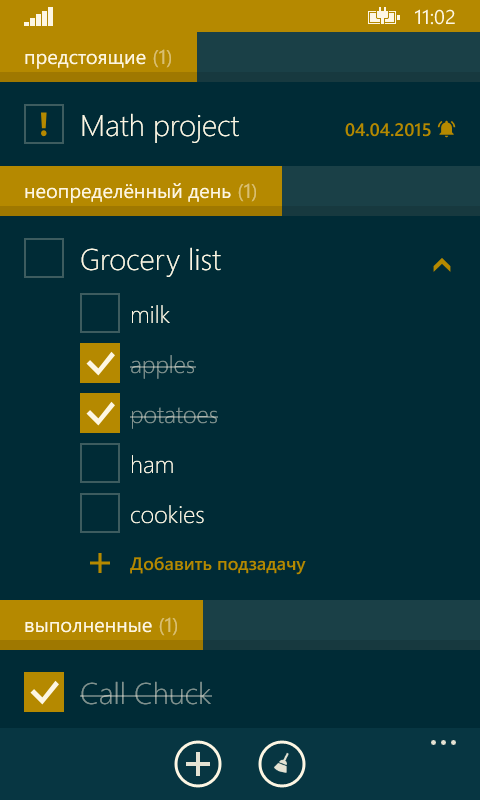 11:02
предстоящие (1)
! Math project 04.04.2015
неопределённый день (1)
Grocery list
milk
apples
potatoes
ham
cookies
Добавить подзадачу
выполненные (1)
Call Chuck